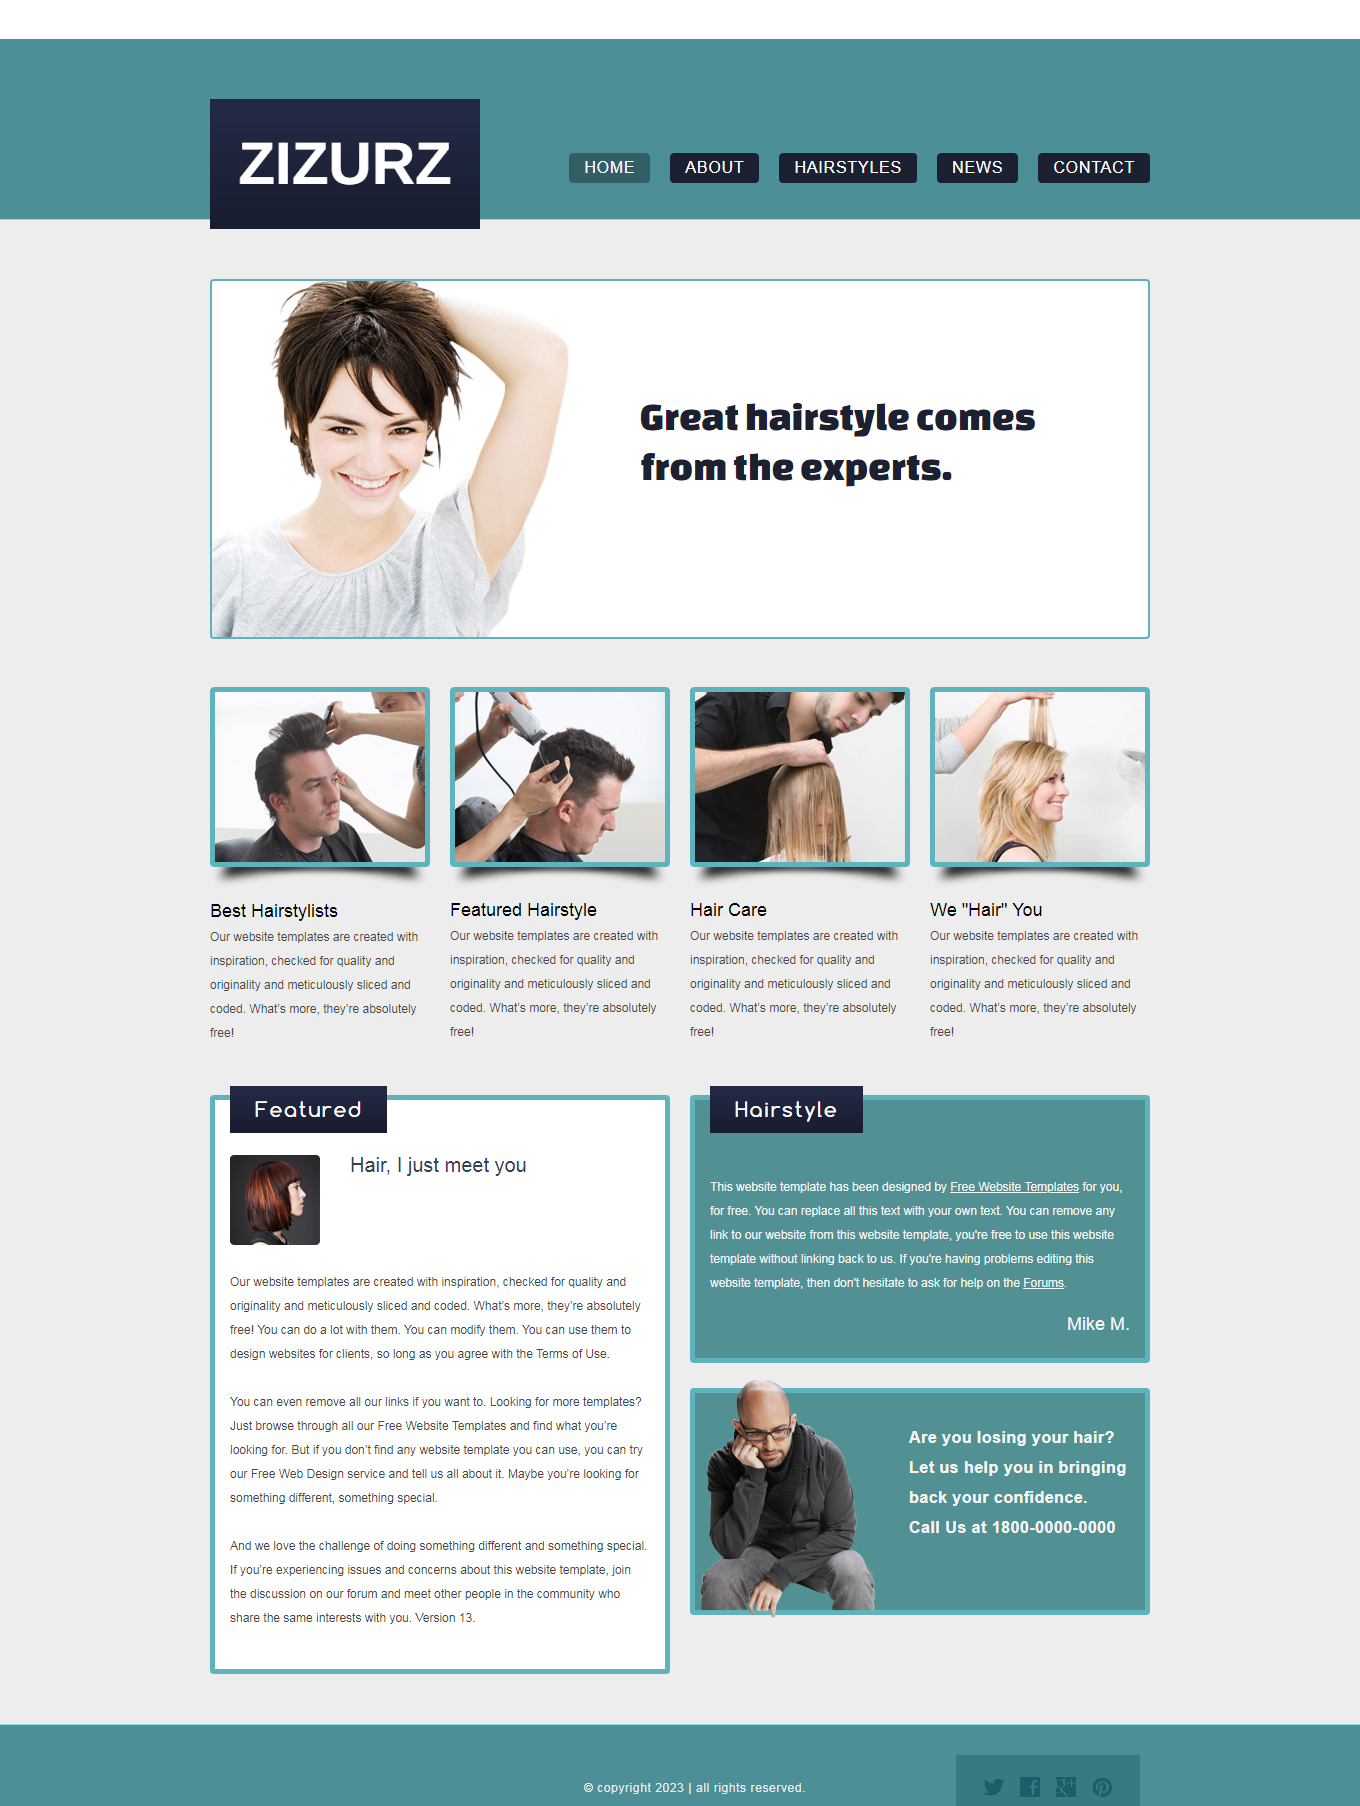 ZIZURZ
HOME ABOUT HAIRSTYLES NEWS CONTACT
Great hairstyle comes
from the experts.
Best Hairstylists
Our website templates are created with
inspiration, checked for quality and
originality and meticulously sliced and
coded. What’s more, they’re absolutely
free!
Featured Hairstyle
Our website templates are created with
inspiration, checked for quality and
originality and meticulously sliced and
coded. What’s more, they’re absolutely
free!
Hair Care
Our website templates are created with
inspiration, checked for quality and
originality and meticulously sliced and
coded. What’s more, they’re absolutely
free!
We "Hair" You
Our website templates are created with
inspiration, checked for quality and
originality and meticulously sliced and
coded. What’s more, they’re absolutely
free!
Featured
Hair, I just meet you
Our website templates are created with inspiration, checked for quality and
originality and meticulously sliced and coded. What’s more, they’re absolutely
free! You can do a lot with them. You can modify them. You can use them to
design websites for clients, so long as you agree with the Terms of Use.
You can even remove all our links if you want to. Looking for more templates?
Just browse through all our Free Website Templates and find what you’re
looking for. But if you don’t find any website template you can use, you can try
our Free Web Design service and tell us all about it. Maybe you’re looking for
something different, something special.
And we love the challenge of doing something different and something special.
If you’re experiencing issues and concerns about this website template, join
the discussion on our forum and meet other people in the community who
share the same interests with you. Version 13.
Hairstyle
This website template has been designed by Free Website Templates for you,
for free. You can replace all this text with your own text. You can remove any
link to our website from this website template, you're free to use this website
template without linking back to us. If you're having problems editing this
website template, then don't hesitate to ask for help on the Forums.
Mike M.
Are you losing your hair?
Let us help you in bringing
back your confidence.
Call Us at 1800-0000-0000
© copyright 2023 | all rights reserved.